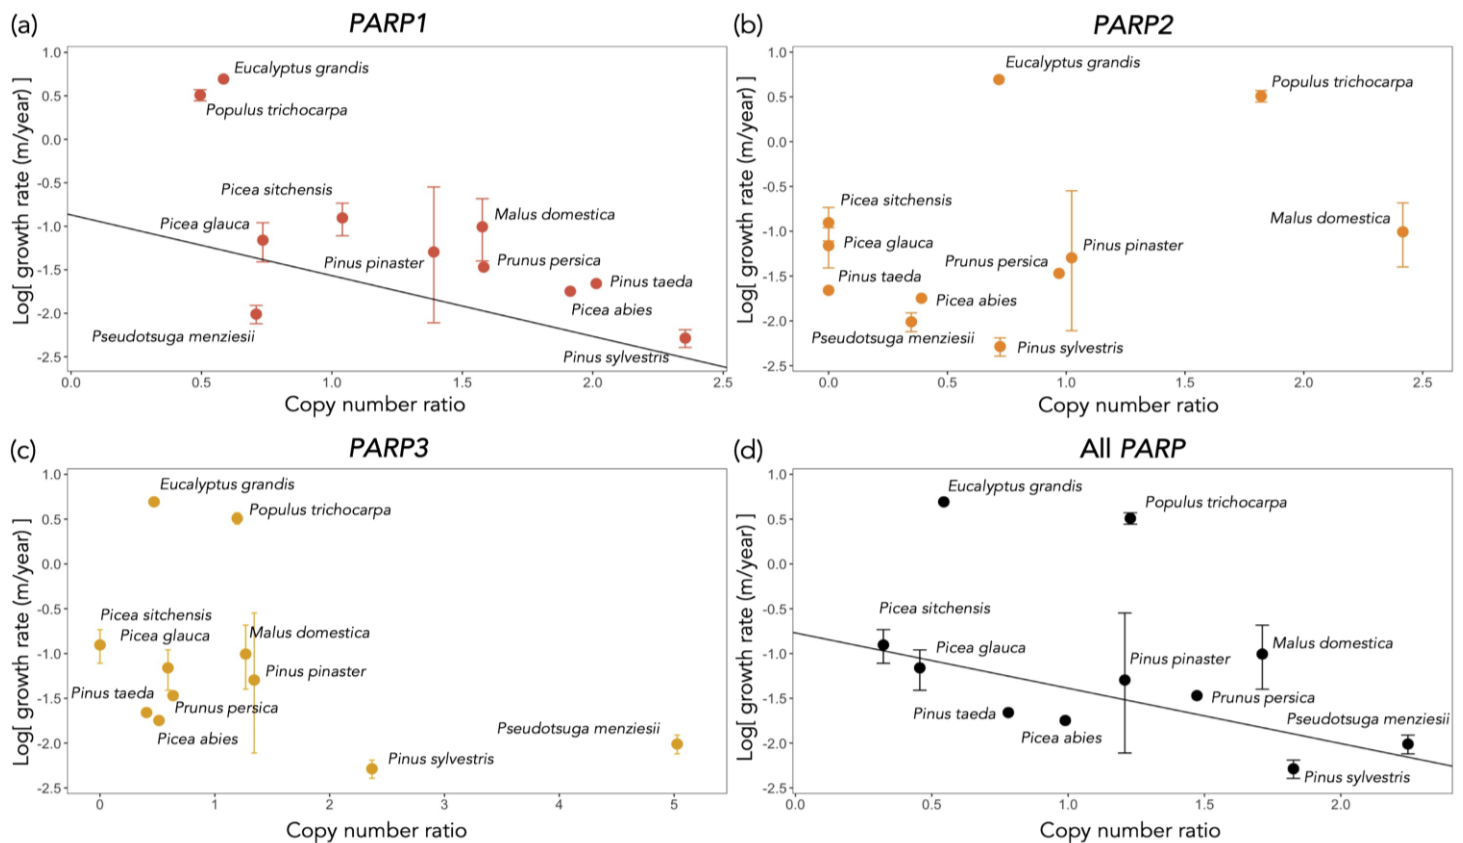 (a) PARP1
Log[ growth rate (m/year) ]
1.0
0.5
0.0
-0.5
-1.0
-1.5
-2.0
-2.5
Eucalyptus grandis
Populus trichocarpa
Picea sitchensis
Picea glauca
Malus domestica
Pinus pinaster
Prunus persica
Pinus taeda
Picea abies
Pseudotsuga menziesii
Pinus sylvestris
0.0 0.5 1.0 1.5 2.0 2.5
Copy number ratio
(b) PARP2
Log[ growth rate (m/year) ]
1.0
0.5
0.0
-0.5
-1.0
-1.5
-2.0
-2.5
Eucalyptus grandis
Populus trichocarpa
Picea sitchensis
Malus domestica
Picea glauca
Pinus pinaster
Prunus persica
Pinus taeda
Picea abies
Pseudotsuga menziesii
Pinus sylvestris
0.0 0.5 1.0 1.5 2.0 2.5
Copy number ratio
(c) PARP3
Log[ growth rate (m/year) ]
1.0
0.5
0.0
-0.5
-1.0
-1.5
-2.0
-2.5
Eucalyptus grandis
Populus trichocarpa
Picea sitchensis
Picea glauca
Malus domestica
Pinus pinaster
Pinus taeda
Prunus persica
Picea abies
Pseudotsuga menziesii
Pinus sylvestris
0 1 2 3 4 5
Copy number ratio
(d) All PARP
Log[ growth rate (m/year) ]
1.0
0.5
0.0
-0.5
-1.0
-1.5
-2.0
-2.5
Eucalyptus grandis
Populus trichocarpa
Picea sitchensis
Picea glauca
Malus domestica
Pinus pinaster
Prunus persica
Pinus taeda
Pseudotsuga menziesii
Picea abies
Pinus sylvestris
0.0 0.5 1.0 1.5 2.0
Copy number ratio